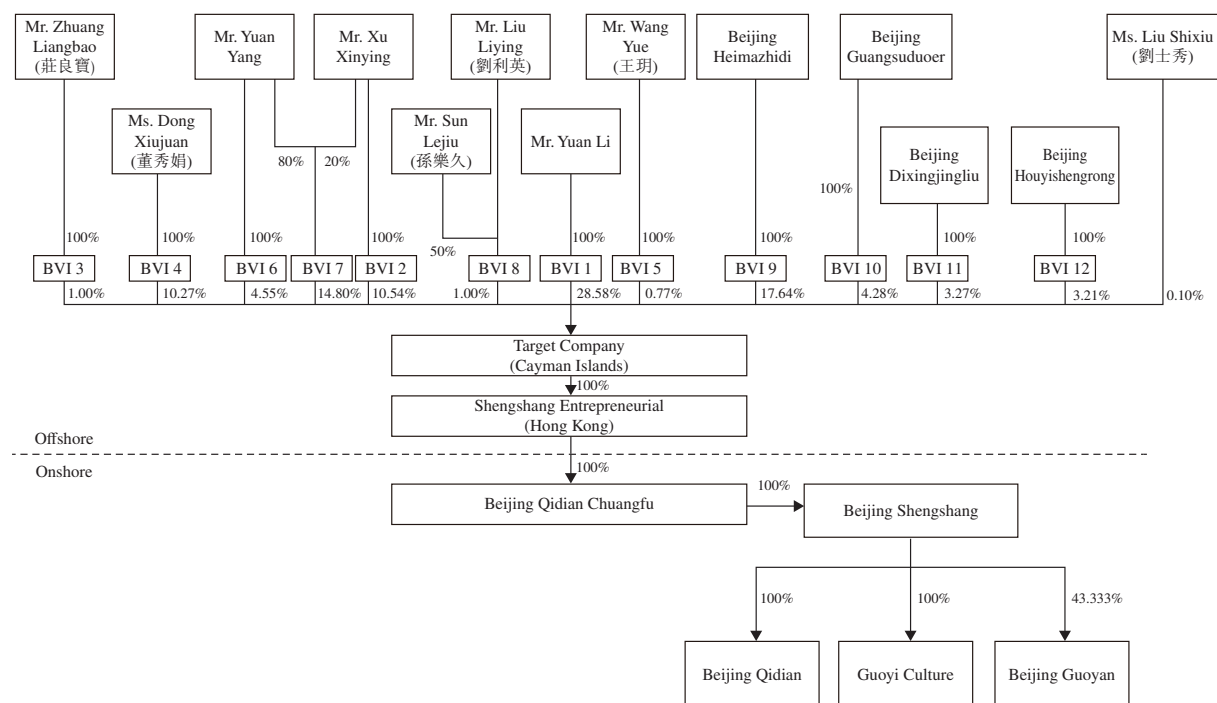 Mr. Zhuang
Liangbao
(莊良寶)
Mr. Yuan
Yang
Mr. Xu
Xinying
Mr. Liu
Liying
(劉利英)
Mr. Wang
Yue
(王玥)
Beijing
Heimazhidi
Beijing
Guangsuduoer
Ms. Liu Shixiu
(劉士秀)
Ms. Dong
Xiujuan
(董秀娟)
Mr. Sun
Lejiu
(孫樂久)
Mr. Yuan Li
Beijing
Dixingjingliu
Beijing
Houyishengrong
80%
20%
100%
100%
100%
100%
100%
50%
100%
100%
100%
100%
100%
BVI 3
BVI 4
BVI 6
BVI 7
BVI 2
BVI 8
BVI 1
BVI 5
BVI 9
BVI 10
BVI 11
BVI 12
1.00%
10.27%
4.55%
14.80%
10.54%
1.00%
28.58%
0.77%
17.64%
4.28%
3.27%
3.21%
0.10%
Target Company
(Cayman Islands)
100%
Shengshang Entrepreneurial
(Hong Kong)
Offshore
Onshore
100%
Beijing Qidian Chuangfu
100%
Beijing Shengshang
100%
100%
43.333%
Beijing Qidian
Guoyi Culture
Beijing Guoyan